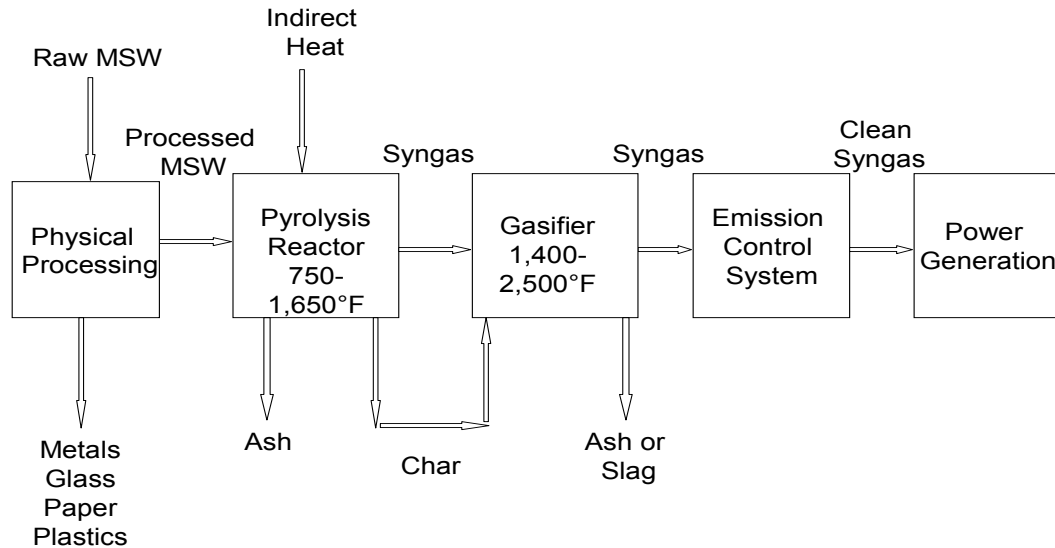 Indirect
Heat
Raw MSW
Processed
MSW
Syngas
Syngas
Clean
Syngas
Physical
Processing
Pyrolysis
Reactor
750-
1,650°F
Gasifier
1,400-
2,500°F
Emission
Control
System
Power
Generation
Metals
Glass
Paper
Plastics
Ash
Char
Ash or
Slag